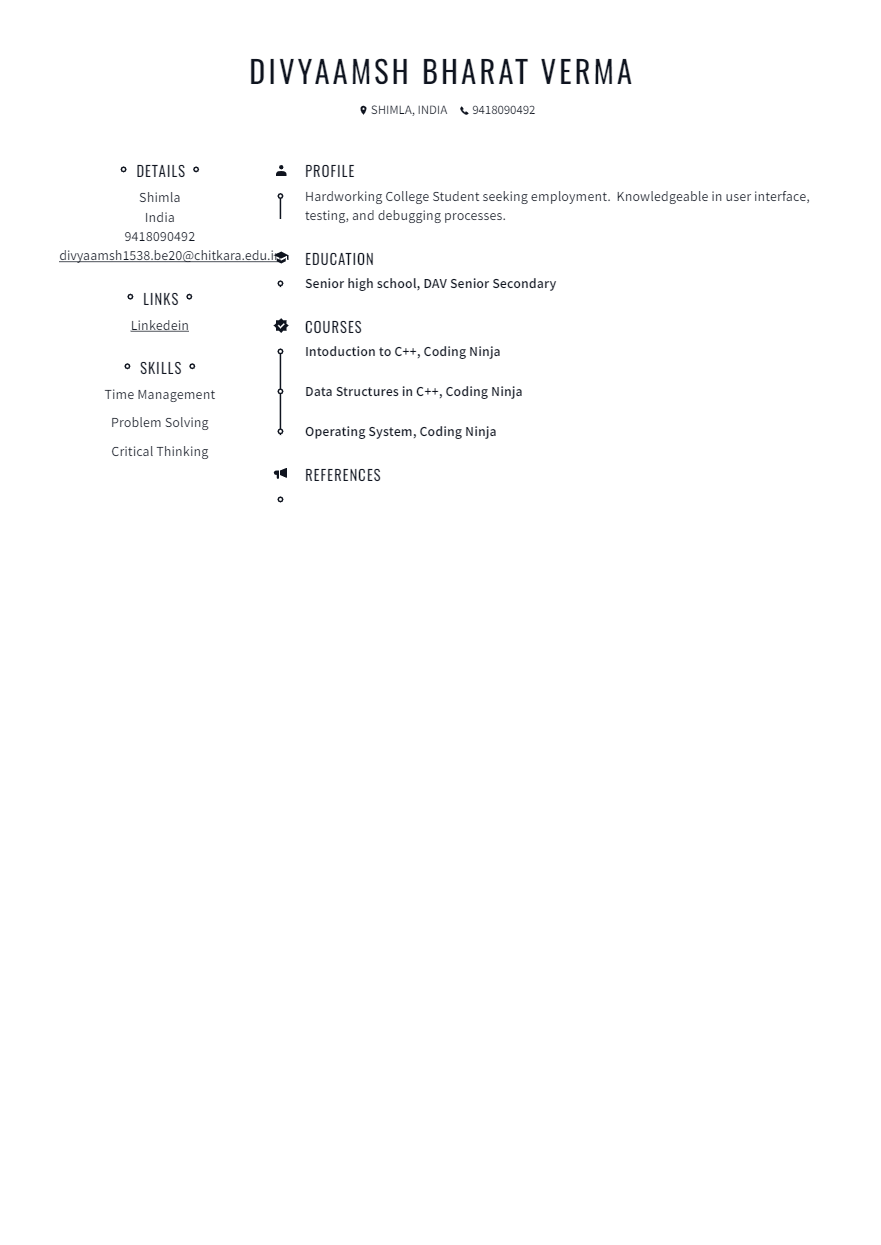 DIVYAAMSH BHARAT VERMA
SHIMLA, INDIA 9418090492
DETAILS
Shimla
India
9418090492
divyaamsh1538.be20@chitkara.edu.in
LINKS
Linkedein
SKILLS
Time Management
Problem Solving
Critical Thinking
PROFILE
Hardworking College Student seeking employment.  Knowledgeable in user interface,
testing, and debugging processes.
EDUCATION
Senior high school, DAV Senior Secondary
COURSES
Intoduction to C++, Coding Ninja
Data Structures in C++, Coding Ninja
Operating System, Coding Ninja
REFERENCES